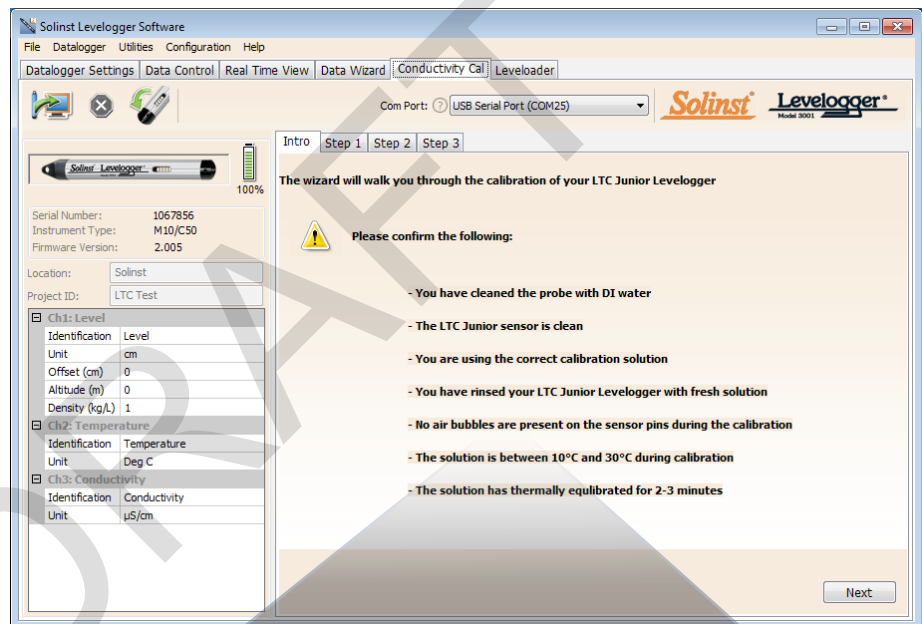 Solinst Levelogger Software
File Datalogger Utilities Configuration Help
Datalogger Settings Data Control Real Time View Data Wizard Conductivity Cal Leveloader
Com Port: ? USB Serial Port (COM25)
Solinst Levelogger
Model 3001
Solinst Levelogger
100%
Serial Number: 1067856
Instrument Type: M10/C50
Firmware Version: 2.005
Location: Solinst
Project ID: LTC Test
Ch1: Level
Identification Level
Unit cm
Offset (cm) 0
Altitude (m) 0
Density (kg/L) 1
Ch2: Temperature
Identification Temperature
Unit Deg C
Ch3: Conductivity
Identification Conductivity
Unit µS/cm
Intro Step 1 Step 2 Step 3
The wizard will walk you through the calibration of your LTC Junior Levelogger
Please confirm the following:
- You have cleaned the probe with DI water
- The LTC Junior sensor is clean
- You are using the correct calibration solution
- You have rinsed your LTC Junior Levelogger with fresh solution
- No air bubbles are present on the sensor pins during the calibration
- The solution is between 10°C and 30°C during calibration
- The solution has thermally equlibrated for 2-3 minutes
Next
DRAFT